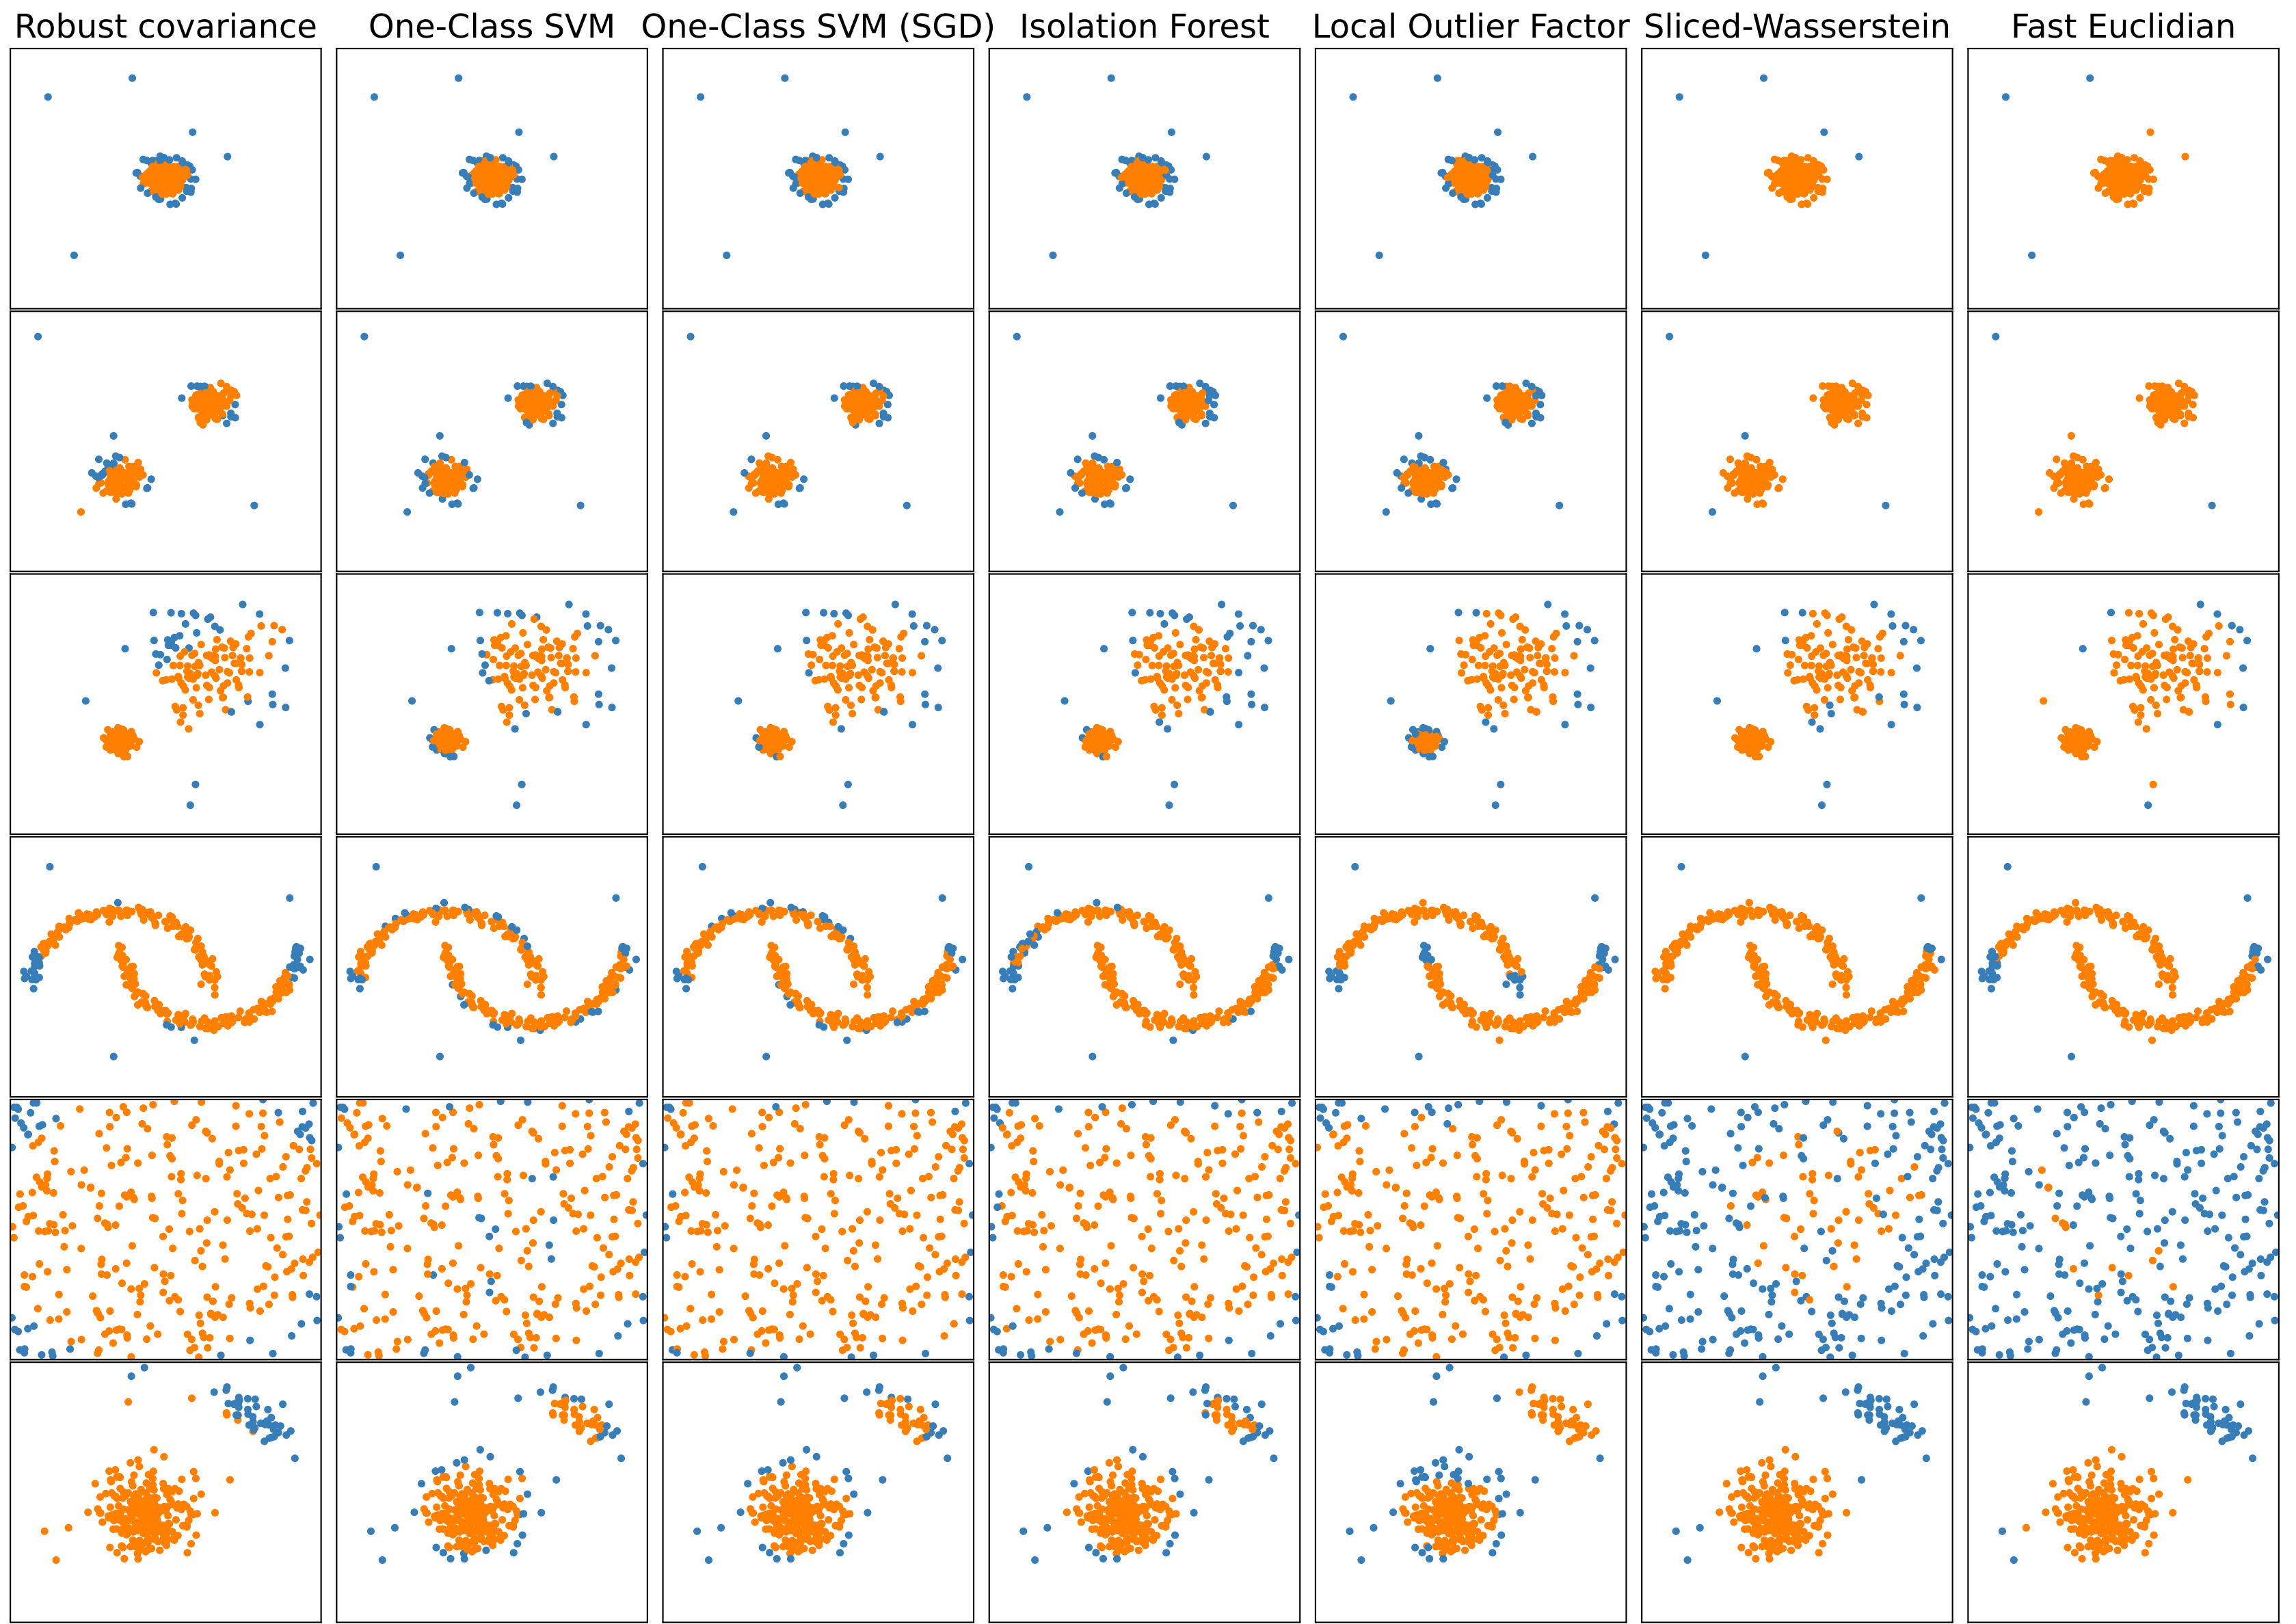 Robust covariance One-Class SVM One-Class SVM (SGD) Isolation Forest Local Outlier Factor Sliced-Wasserstein Fast Euclidian